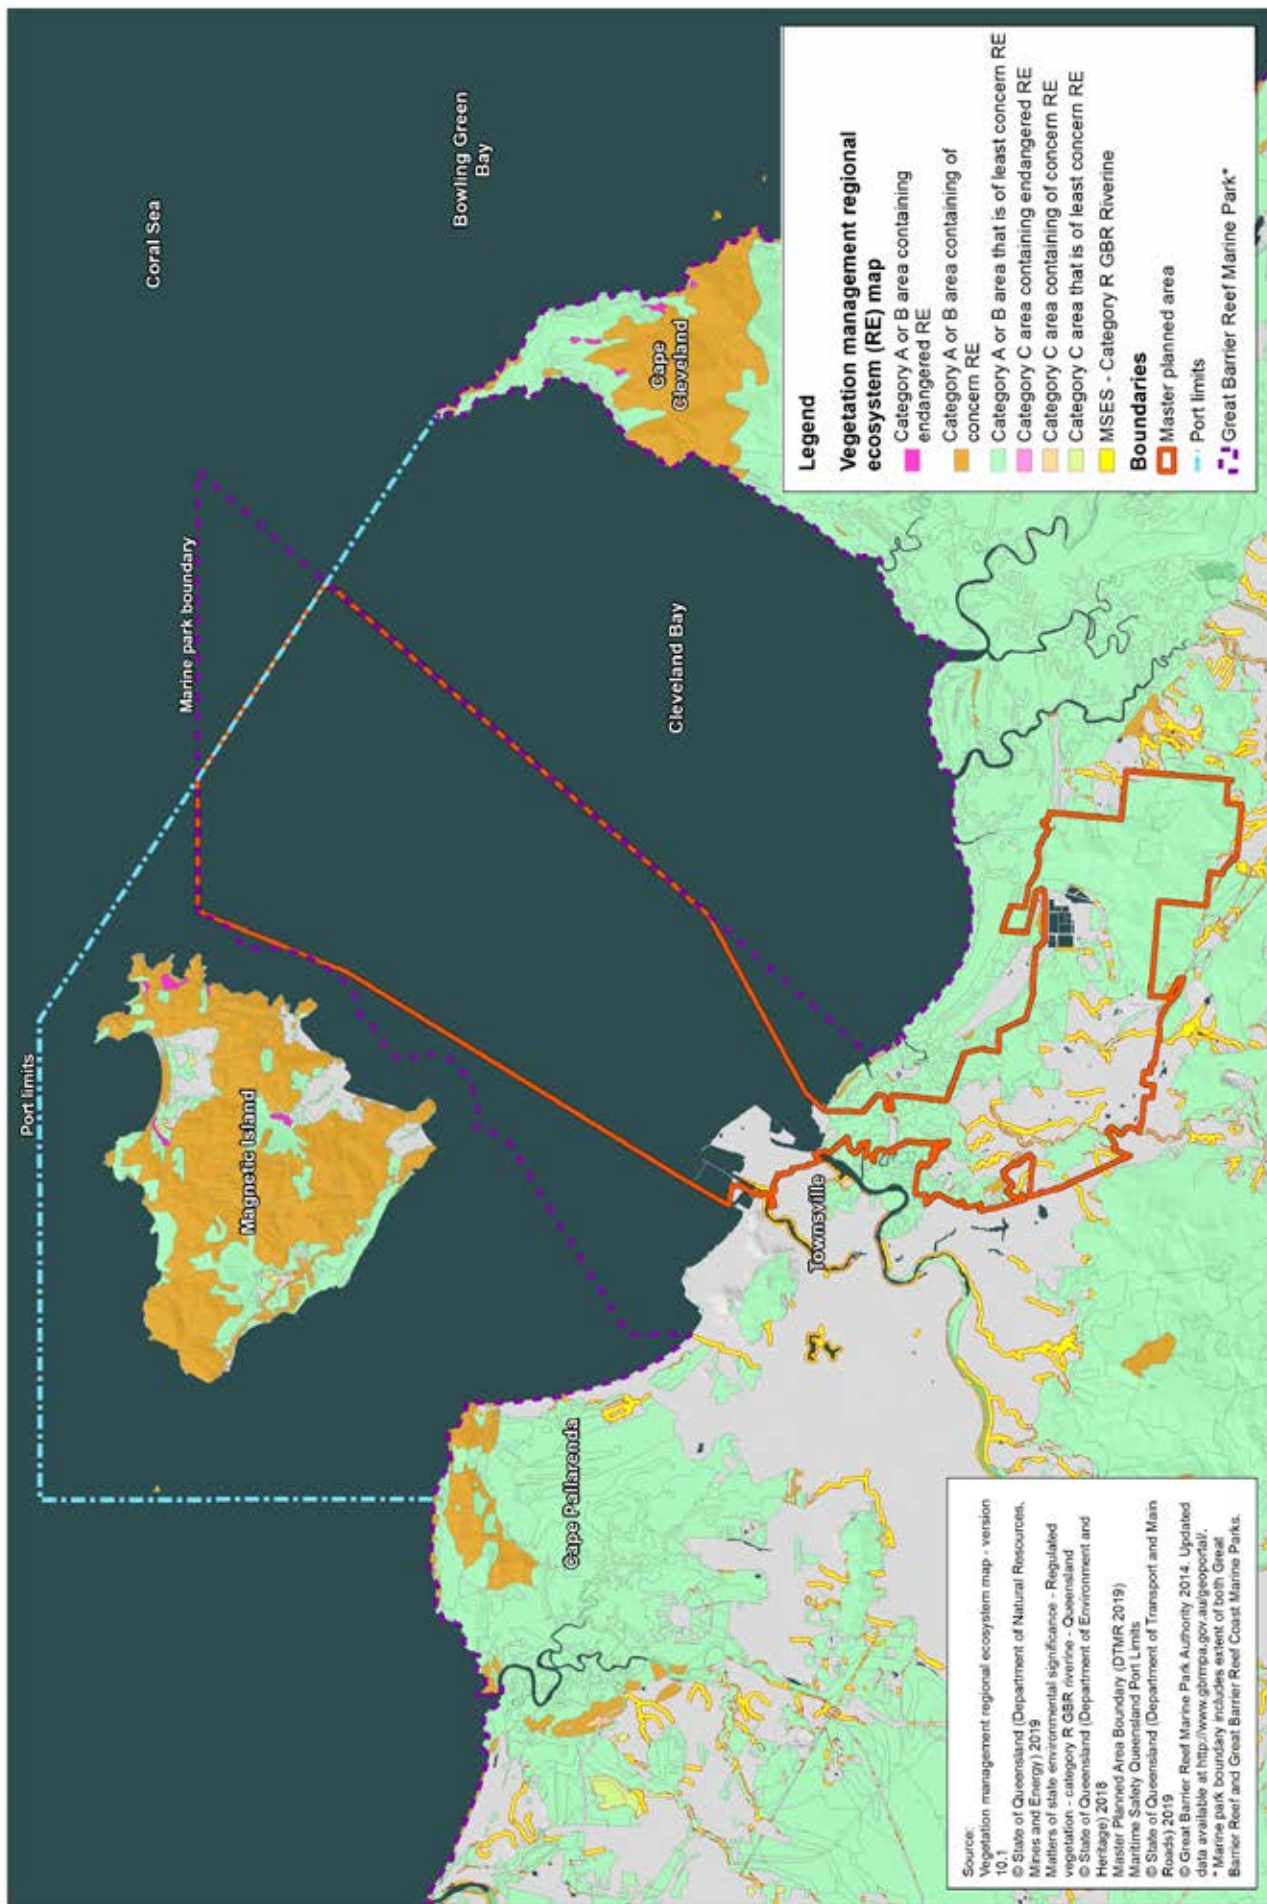 Coral Sea
Bowling Green
Bay
Port limits
Marine park boundary
Magnetic Island
Cape
Cleveland
Cleveland Bay
Cape Pallarenda
Townsville
Source:
Vegetation management regional ecosystem map - version
10.1
© State of Queensland (Department of Natural Resources,
Mines and Energy) 2019
Matters of state environmental significance - Regulated
vegetation - category R GBR riverine - Queensland
© State of Queensland (Department of Environment and
Heritage) 2018
Master Planned Area Boundary (DTMR 2019)
Maritime Safety Queensland Port Limits
© State of Queensland (Department of Transport and Main
Roads) 2019
© Great Barrier Reef Marine Park Authority 2014. Updated
data available at http://www.gbrmpa.gov.au/geoportal/.
* Marine park boundary includes extent of both Great
Barrier Reef and Great Barrier Reef Coast Marine Parks.
Legend
Vegetation management regional
ecosystem (RE) map
Category A or B area containing
endangered RE
Category A or B area containing of
concern RE
Category A or B area that is of least concern RE
Category C area containing endangered RE
Category C area containing of concern RE
Category C area that is of least concern RE
MSES - Category R GBR Riverine
Boundaries
Master planned area
Port limits
Great Barrier Reef Marine Park*